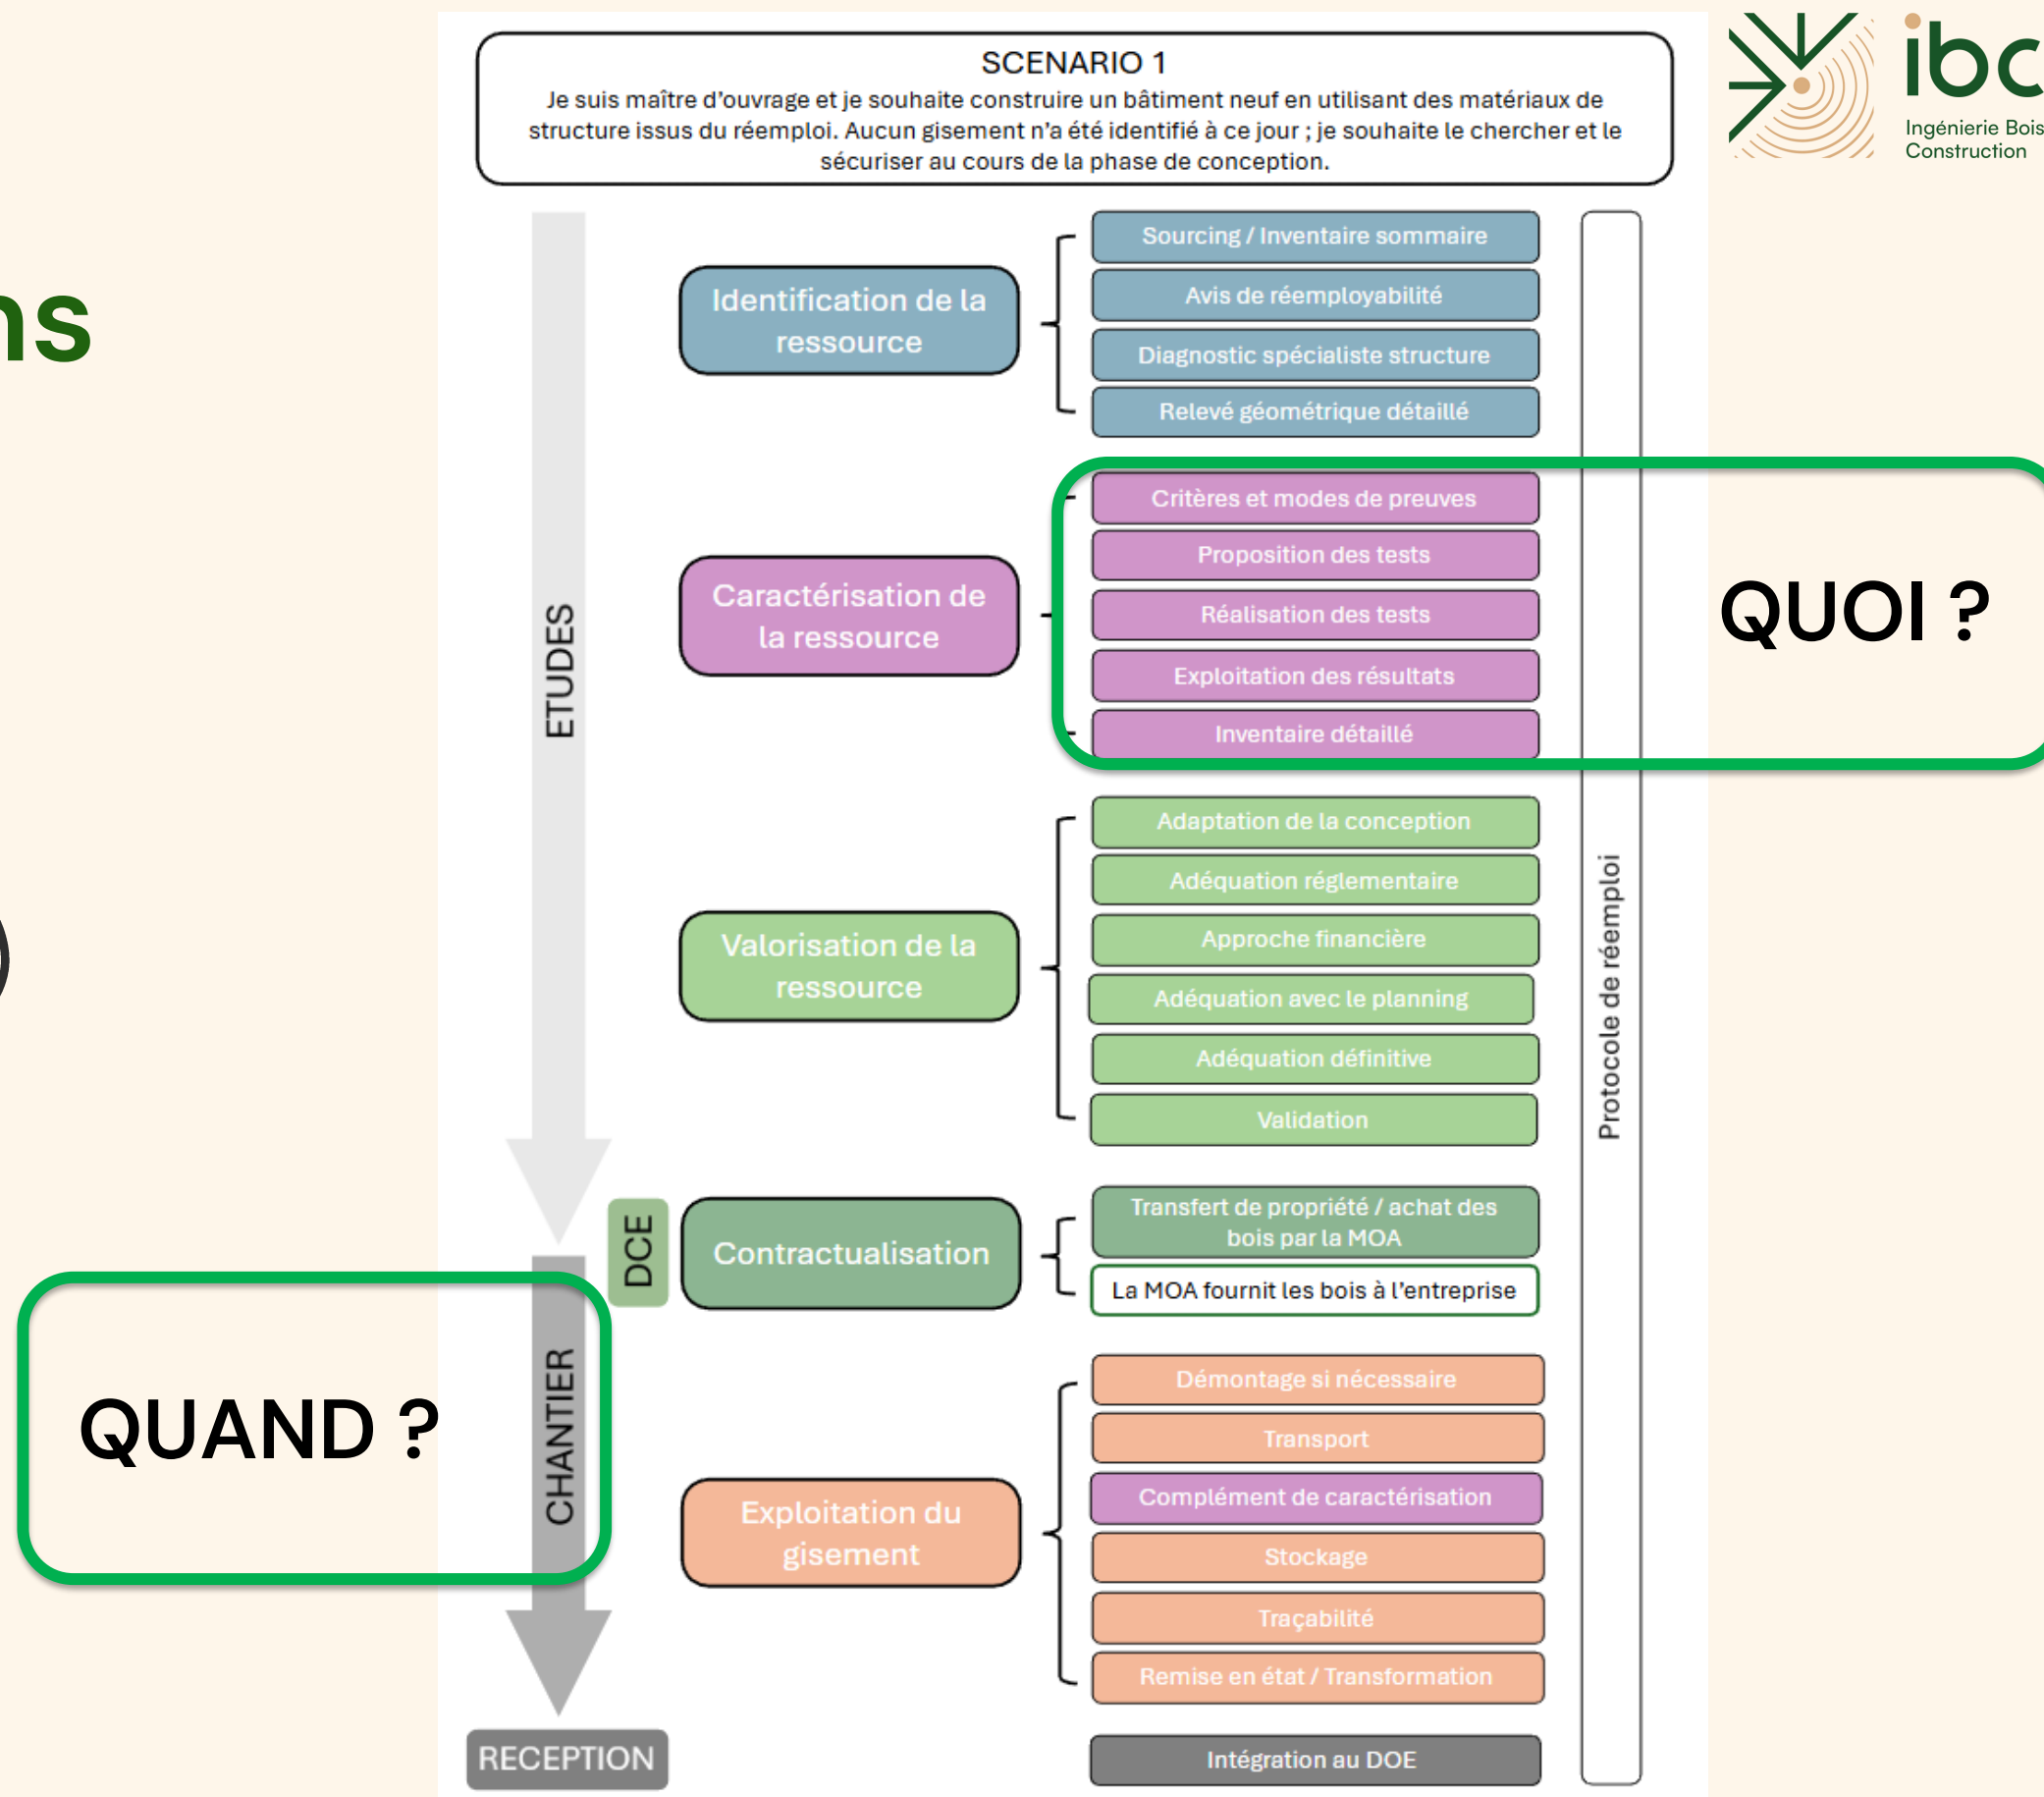 SCENARIO 1
Je suis maître d'ouvrage et je souhaite construire un bâtiment neuf en utilisant des matériaux de
structure issus du réemploi. Aucun gisement n'a été identifié à ce jour ; je souhaite le chercher et le
sécuriser au cours de la phase de conception.
ibc
Ingénierie Bois
Construction
ns
ETUDES
Identification de la
ressource
Sourcing / Inventaire sommaire
Avis de réemployabilité
Diagnostic spécialiste structure
Relevé géométrique détaillé
Caractérisation de
la ressource
Critères et modes de preuves
Proposition des tests
Réalisation des tests
Exploitation des résultats
Inventaire détaillé
QUOI ?
Valorisation de la
ressource
Adaptation de la conception
Adéquation réglementaire
Approche financière
Adéquation avec le planning
Adéquation définitive
Validation
Protocole de réemploi
)
DCE
Contractualisation
Transfert de propriété / achat des
bois par la MOA
La MOA fournit les bois à l'entreprise
QUAND ?
CHANTIER
Exploitation du
gisement
Démontage si nécessaire
Transport
Complément de caractérisation
Stockage
Traçabilité
Remise en état / Transformation
RECEPTION
Intégration au DOE